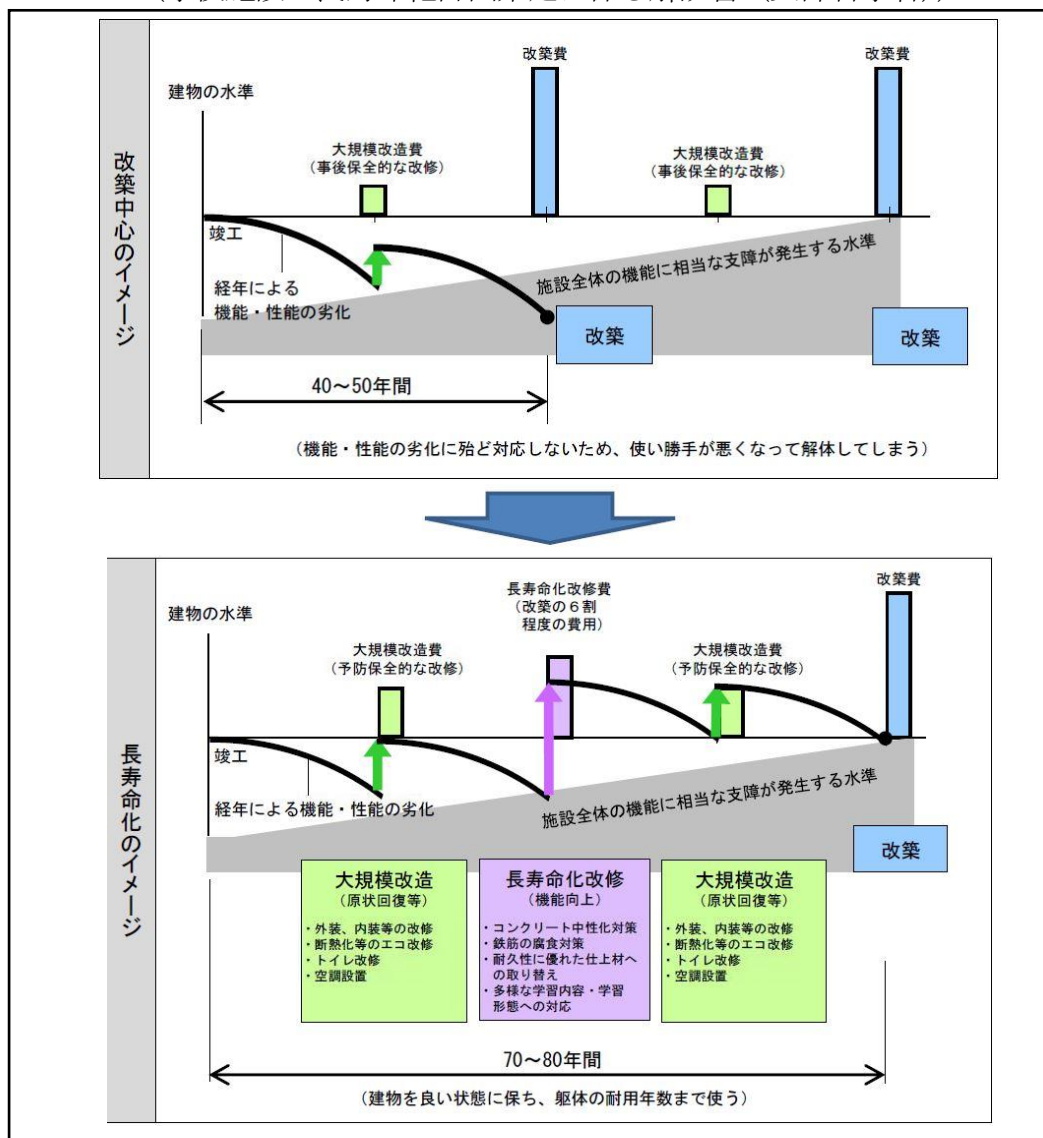 改築中心のイメージ
建物の水準
改築費
改築費
大規模改造費
（事後保全的な改修）
大規模改造費
（事後保全的な改修）
竣工
経年による
機能・性能の劣化
施設全体の機能に相当な支障が発生する水準
改築
改築
40～50年間
（機能・性能の劣化に殆ど対応しないため、使い勝手が悪くなって解体してしまう）
長寿命化のイメージ
建物の水準
長寿命化改修費
（改築の６割
程度の費用）
改築費
大規模改造費
（予防保全的な改修）
大規模改造費
（予防保全的な改修）
竣工
経年による機能・性能の劣化
施設全体の機能に相当な支障が発生する水準
改築
大規模改造
（原状回復等）
・外装、内装等の改修
・断熱化等のエコ改修
・トイレ改修
・空調設置
長寿命化改修
（機能向上）
・コンクリート中性化対策
・鉄筋の腐食対策
・耐久性に優れた仕上材へ
の取り替え
・多様な学習内容・学習
形態への対応
大規模改造
（原状回復等）
・外装、内装等の改修
・断熱化等のエコ改修
・トイレ改修
・空調設置
70～80年間
（建物を良い状態に保ち、躯体の耐用年数まで使う）